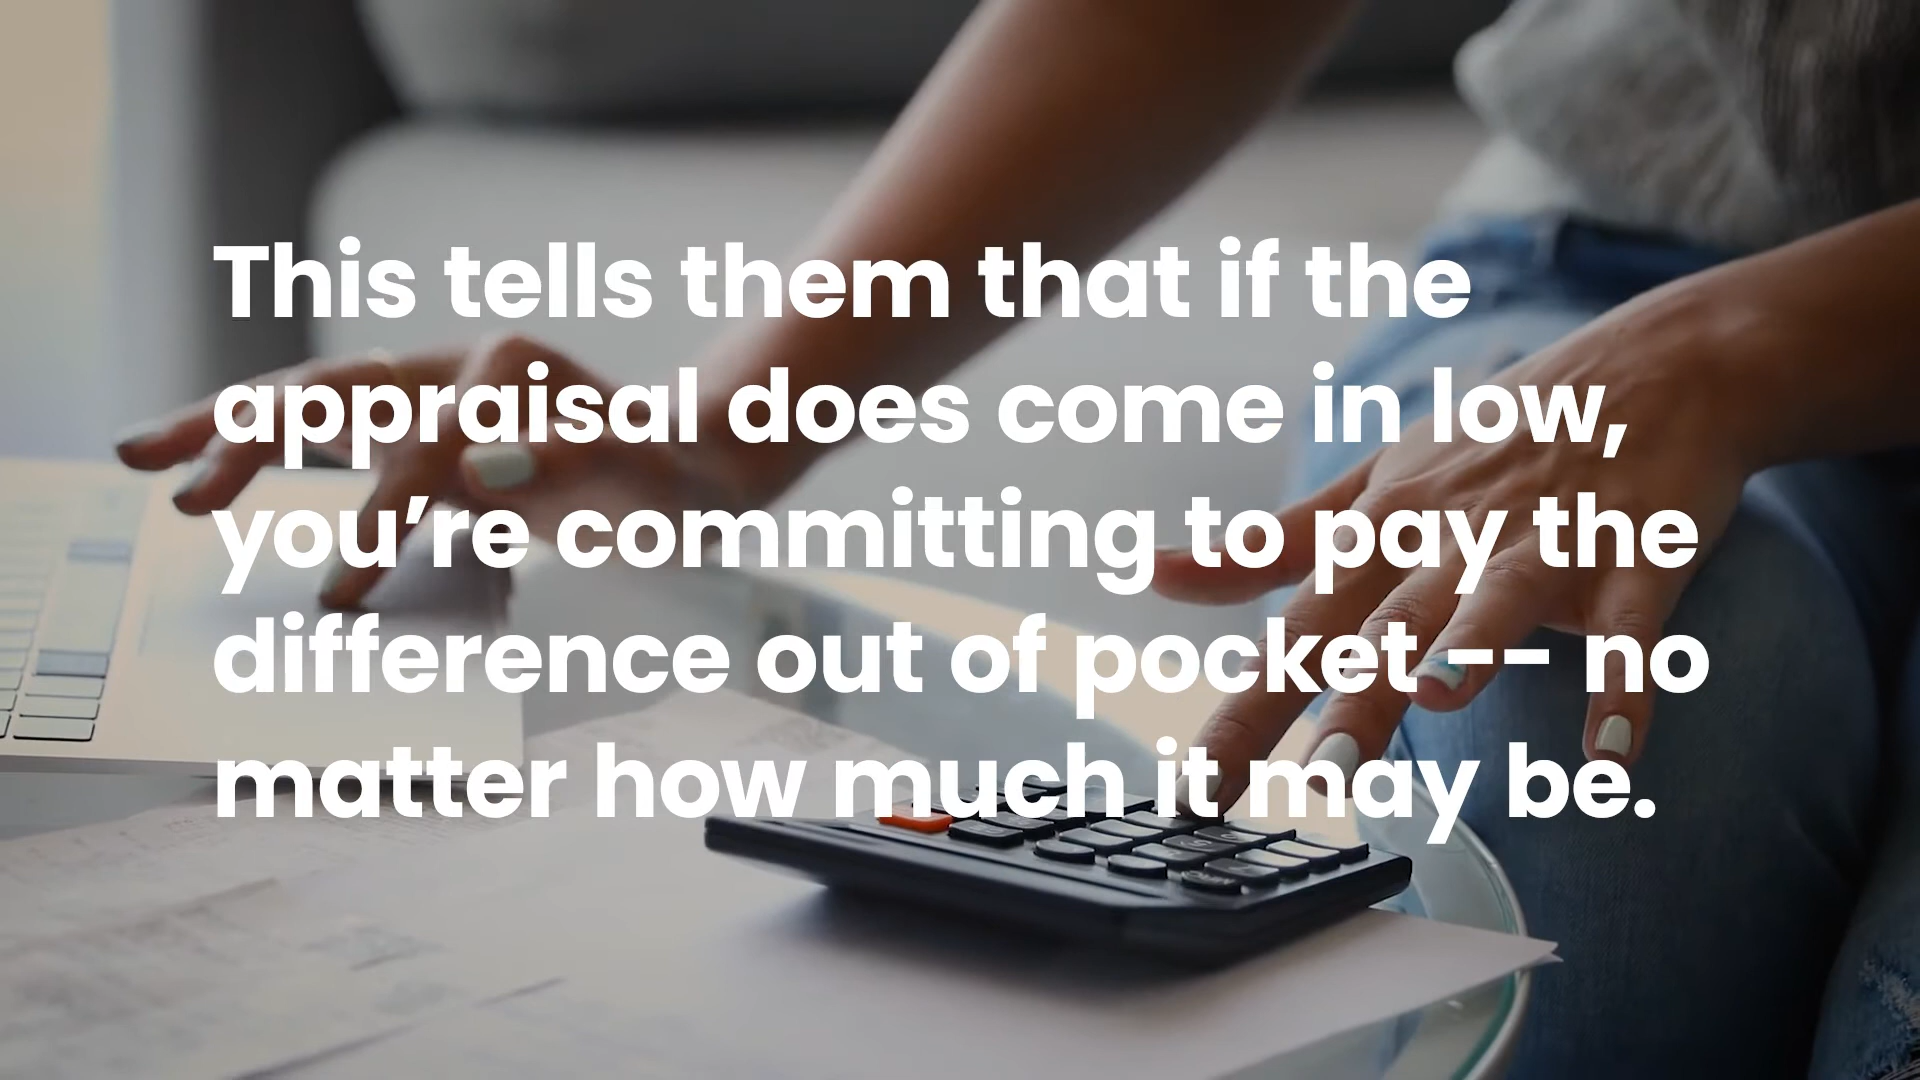 This tells them that if the
appraisal does come in low,
you’re committing to pay the
difference out of pocket -- no
matter how much it may be.